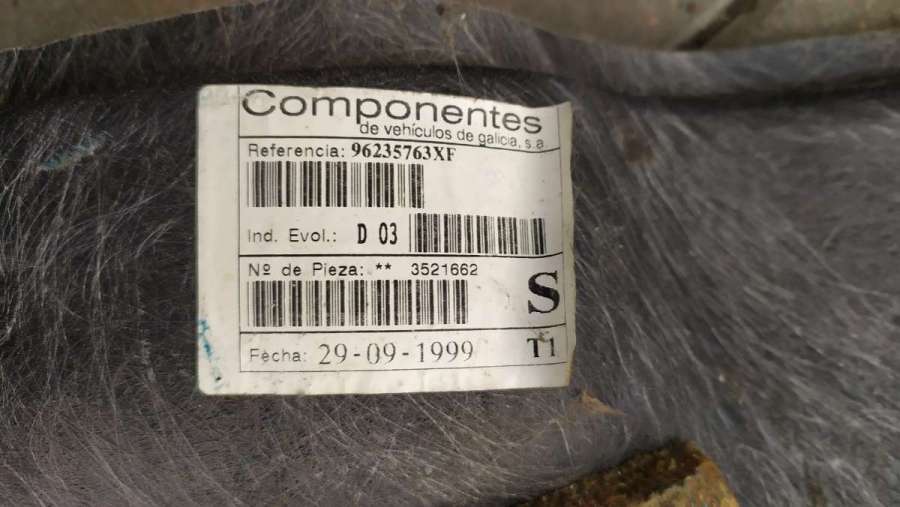 Componentes
de vehículos de galicia, s.a.
Referencia: 96235763XF
Ind. Evol.: D 03
Nº de Pieza: ** 3521662
S
Fecha: 29-09-1999 T1